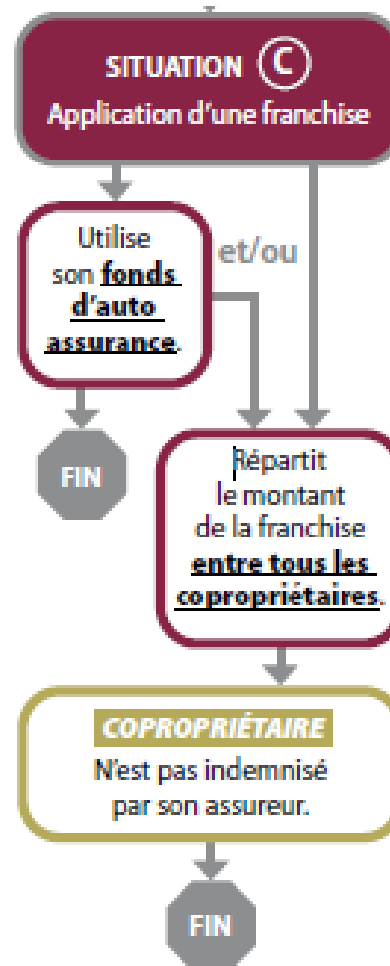 SITUATION C
Application d'une franchise
Utilise
son fonds
d'auto
assurance.
et/ou
FIN
Répartit
le montant
de la franchise
entre tous les
copropriétaires.
COPROPRIÉTAIRE
N'est pas indemnisé
par son assureur.
FIN